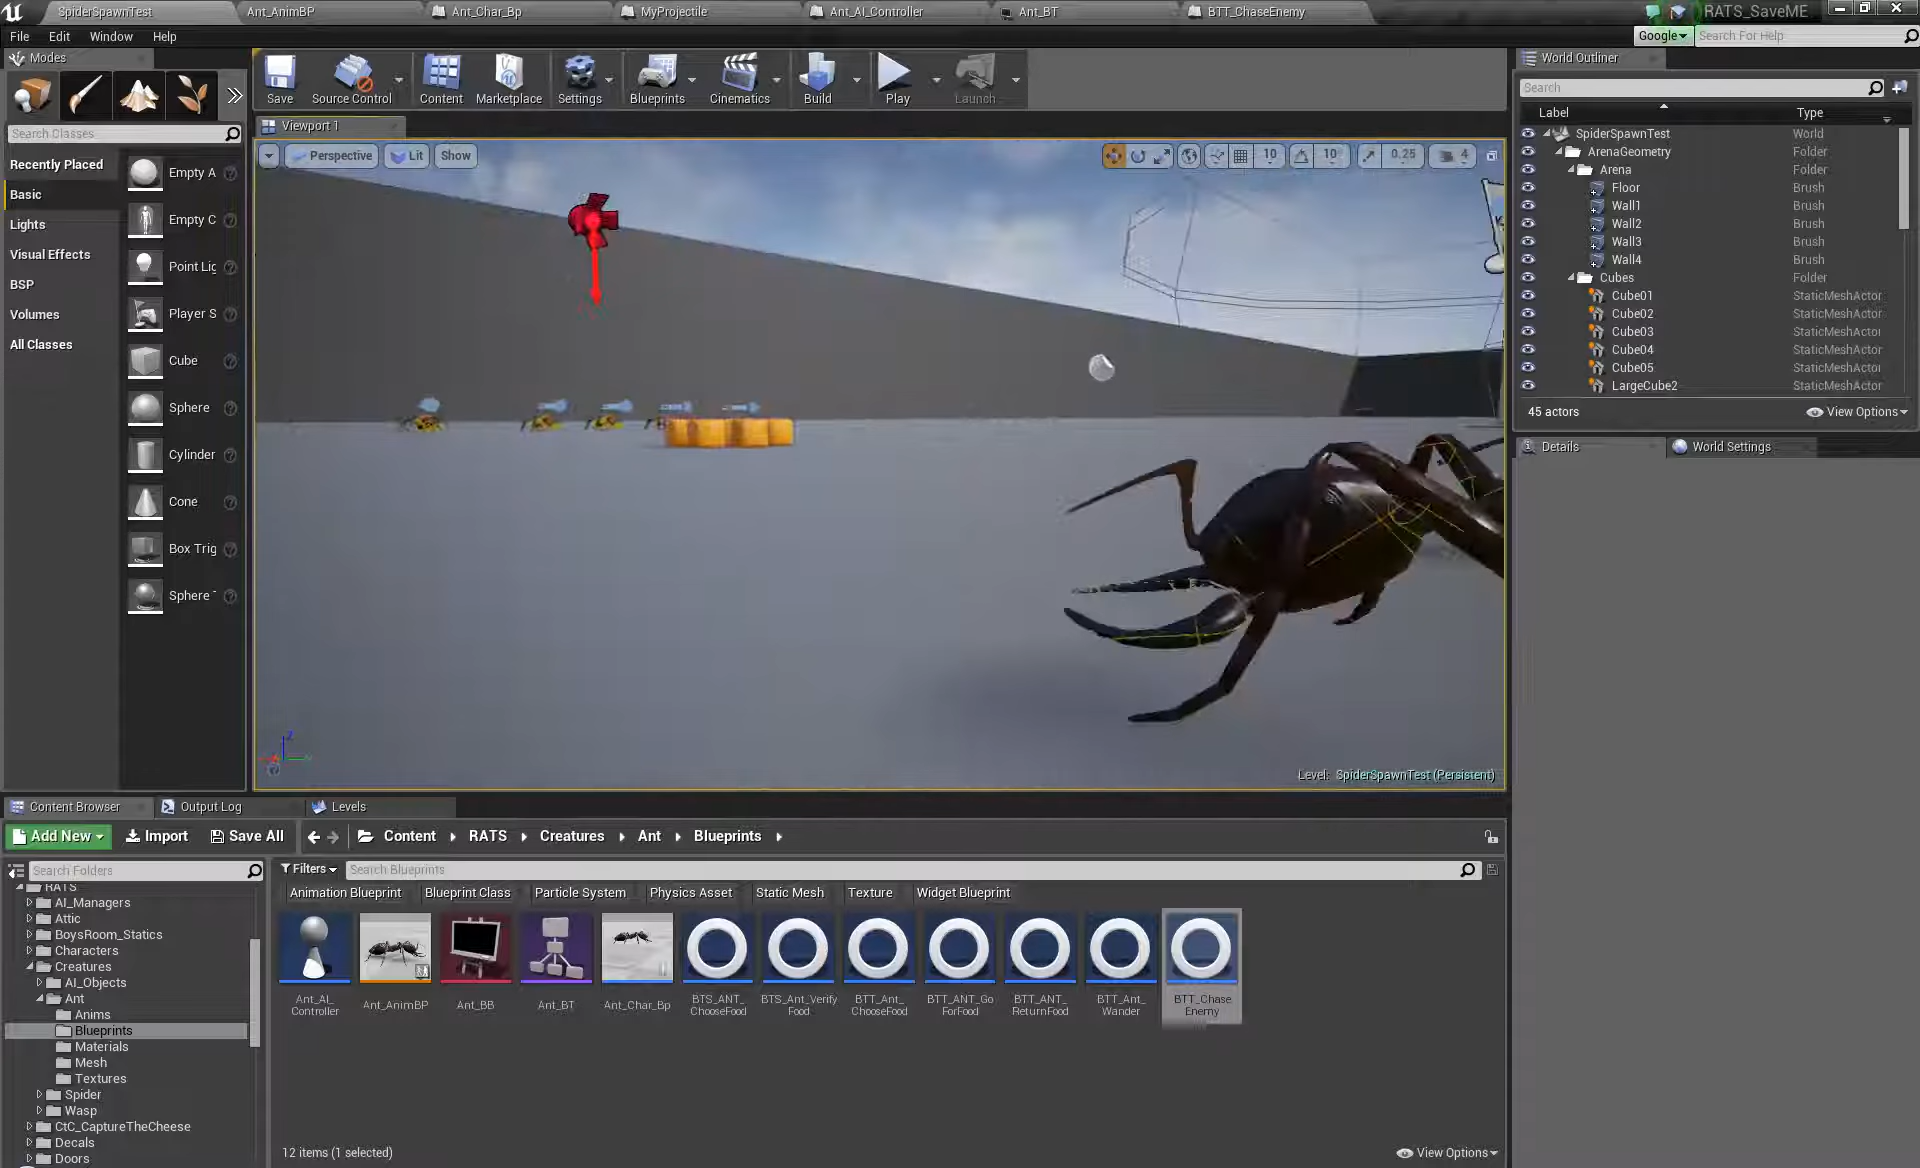 SpiderSpawnTest
Ant_AnimBP
Ant_Char_Bp
MyProjectile
Ant_AI_Controller
Ant_BT
BTT_ChaseEnemy
RATS_SaveME
File Edit Window Help
Google
Search For Help
Modes
Search Classes
Recently Placed
Basic
Lights
Visual Effects
BSP
Volumes
All Classes
Empty A
Empty C
Point Lig
Player S
Cube
Sphere
Cylinder
Cone
Box Trig
Sphere
Save
Source Control
Content
Marketplace
Settings
Blueprints
Cinematics
Build
Play
Launch
Viewport 1
Perspective
Lit
Show
10
10
0.25
4
Level: SpiderSpawnTest (Persistent)
World Outliner
Search
Label Type
SpiderSpawnTest World
ArenaGeometry Folder
Arena Folder
Floor Brush
Wall1 Brush
Wall2 Brush
Wall3 Brush
Wall4 Brush
Cubes Folder
Cube01 StaticMeshActor
Cube02 StaticMeshActor
Cube03 StaticMeshActor
Cube04 StaticMeshActor
Cube05 StaticMeshActor
LargeCube2 StaticMeshActor
45 actors
View Options
Details
World Settings
Content Browser
Output Log
Levels
Add New
Import
Save All
Content
RATS
Creatures
Ant
Blueprints
Search Folders
RATS
AI_Managers
Attic
BoysRoom_Statics
Characters
Creatures
AI_Objects
Ant
Anims
Blueprints
Materials
Mesh
Textures
Spider
Wasp
CtC_CaptureTheCheese
Decals
Doors
Filters
Search Blueprints
Animation Blueprint
Blueprint Class
Particle System
Physics Asset
Static Mesh
Texture
Widget Blueprint
Ant_AI_
Controller
Ant_AnimBP
Ant_BB
Ant_BT
Ant_Char_Bp
BTS_ANT_
ChooseFood
BTS_Ant_Verify
Food
BTT_Ant_
ChooseFood
BTT_ANT_Go
ForFood
BTT_ANT_
ReturnFood
BTT_Ant_
Wander
BTT_Chase
Enemy
12 items (1 selected)
View Options